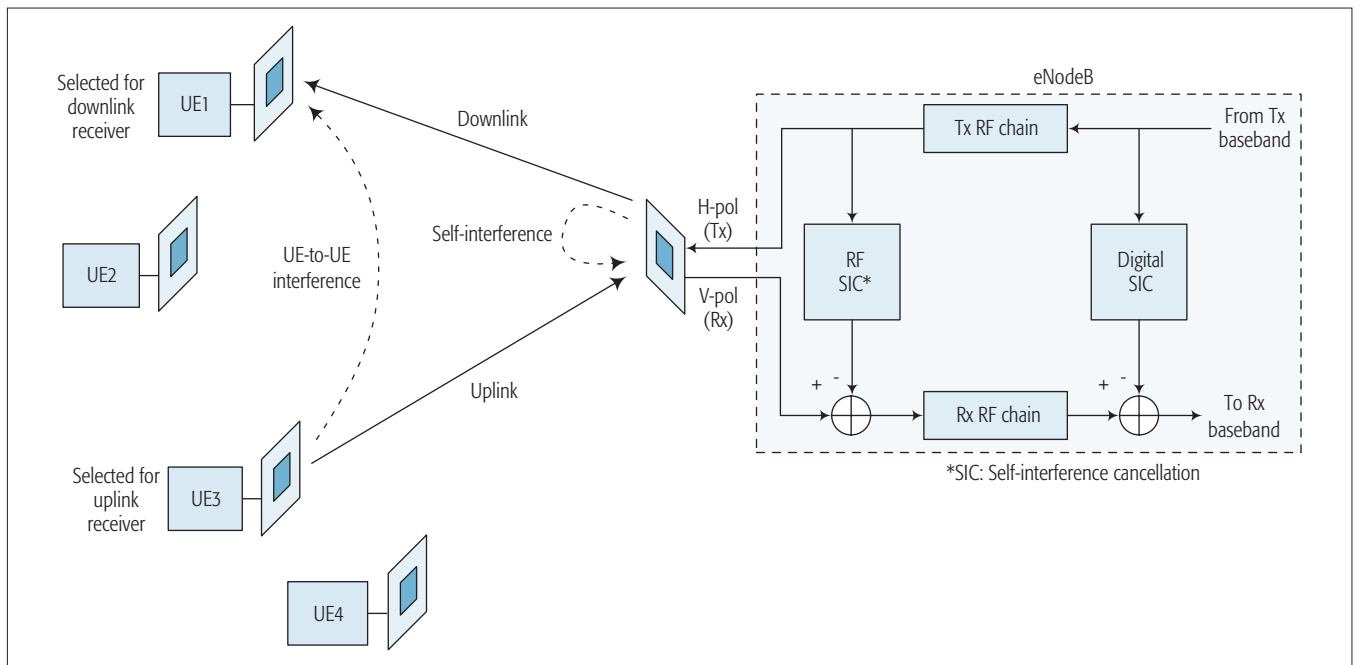 eNodeB
Selected for
downlink
receiver
UE1
Downlink
Tx RF chain
From Tx
baseband
H-pol
(Tx)
Self-interference
UE2
UE-to-UE
interference
RF
SIC*
Digital
SIC
V-pol
(Rx)
Uplink
+
-
+
-
Rx RF chain
To Rx
baseband
*SIC: Self-interference cancellation
Selected for
uplink
receiver
UE3
UE4